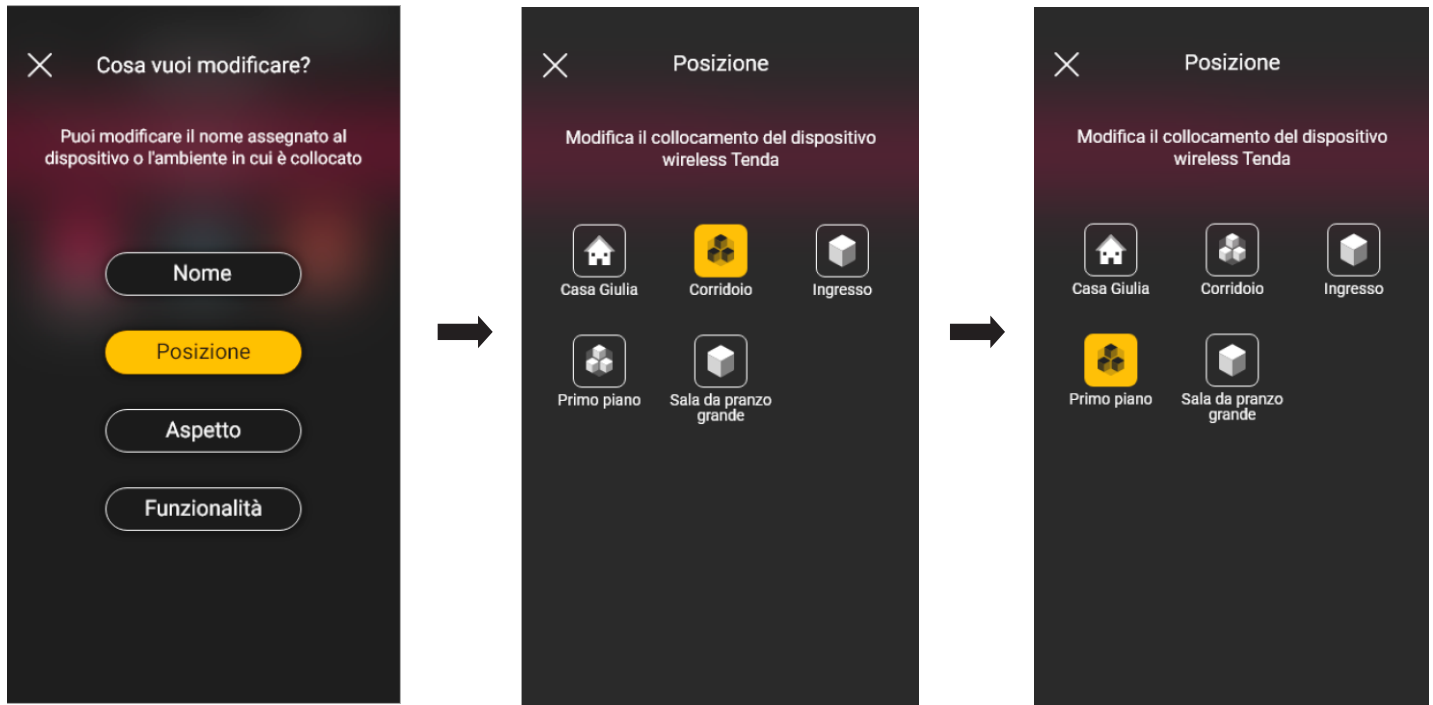 Cosa vuoi modificare?
Puoi modificare il nome assegnato al
dispositivo o l'ambiente in cui è collocato
Nome
Posizione
Aspetto
Funzionalità
Posizione
Modifica il collocamento del dispositivo
wireless Tenda
Casa Giulia
Corridoio
Ingresso
Primo piano
Sala da pranzo
grande
Posizione
Modifica il collocamento del dispositivo
wireless Tenda
Casa Giulia
Corridoio
Ingresso
Primo piano
Sala da pranzo
grande